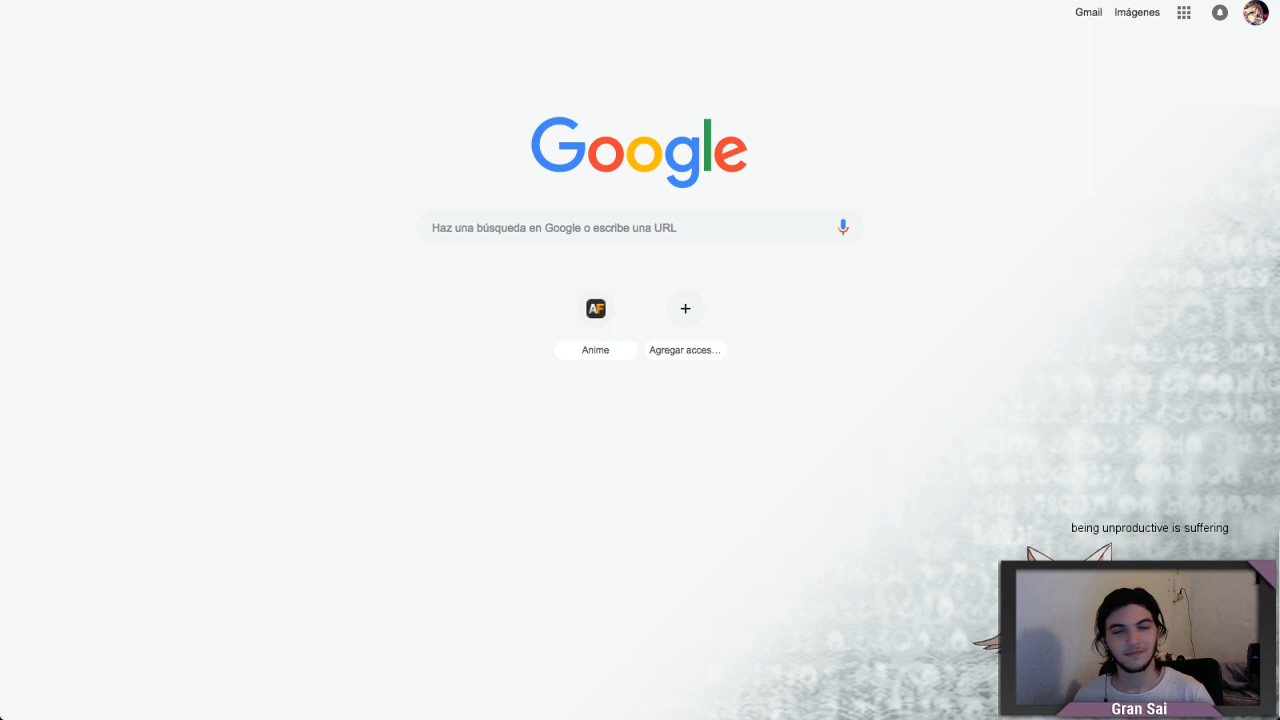 Gmail Imágenes
Google
Haz una búsqueda en Google o escribe una URL
AF
Anime Agregar acces...
being unproductive is suffering
Gran Sai